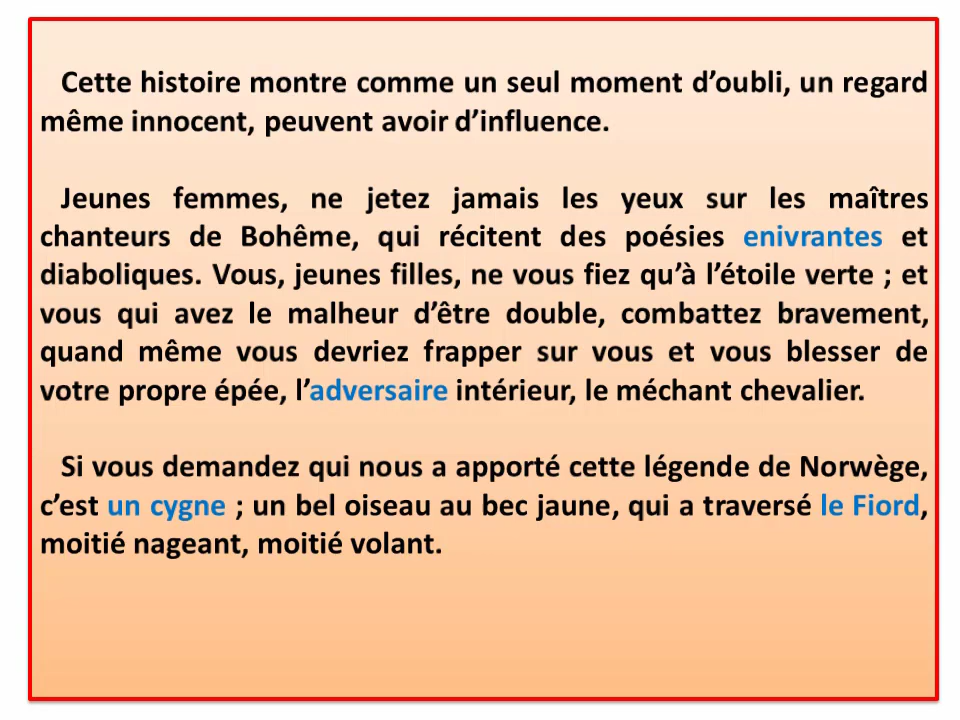 Cette histoire montre comme un seul moment d’oubli, un regard
même innocent, peuvent avoir d’influence.
Jeunes femmes, ne jetez jamais les yeux sur les maîtres
chanteurs de Bohême, qui récitent des poésies enivrantes et
diaboliques. Vous, jeunes filles, ne vous fiez qu’à l’étoile verte ; et
vous qui avez le malheur d’être double, combattez bravement,
quand même vous devriez frapper sur vous et vous blesser de
votre propre épée, l’adversaire intérieur, le méchant chevalier.
Si vous demandez qui nous a apporté cette légende de Norwège,
c’est un cygne ; un bel oiseau au bec jaune, qui a traversé le Fiord,
moitié nageant, moitié volant.